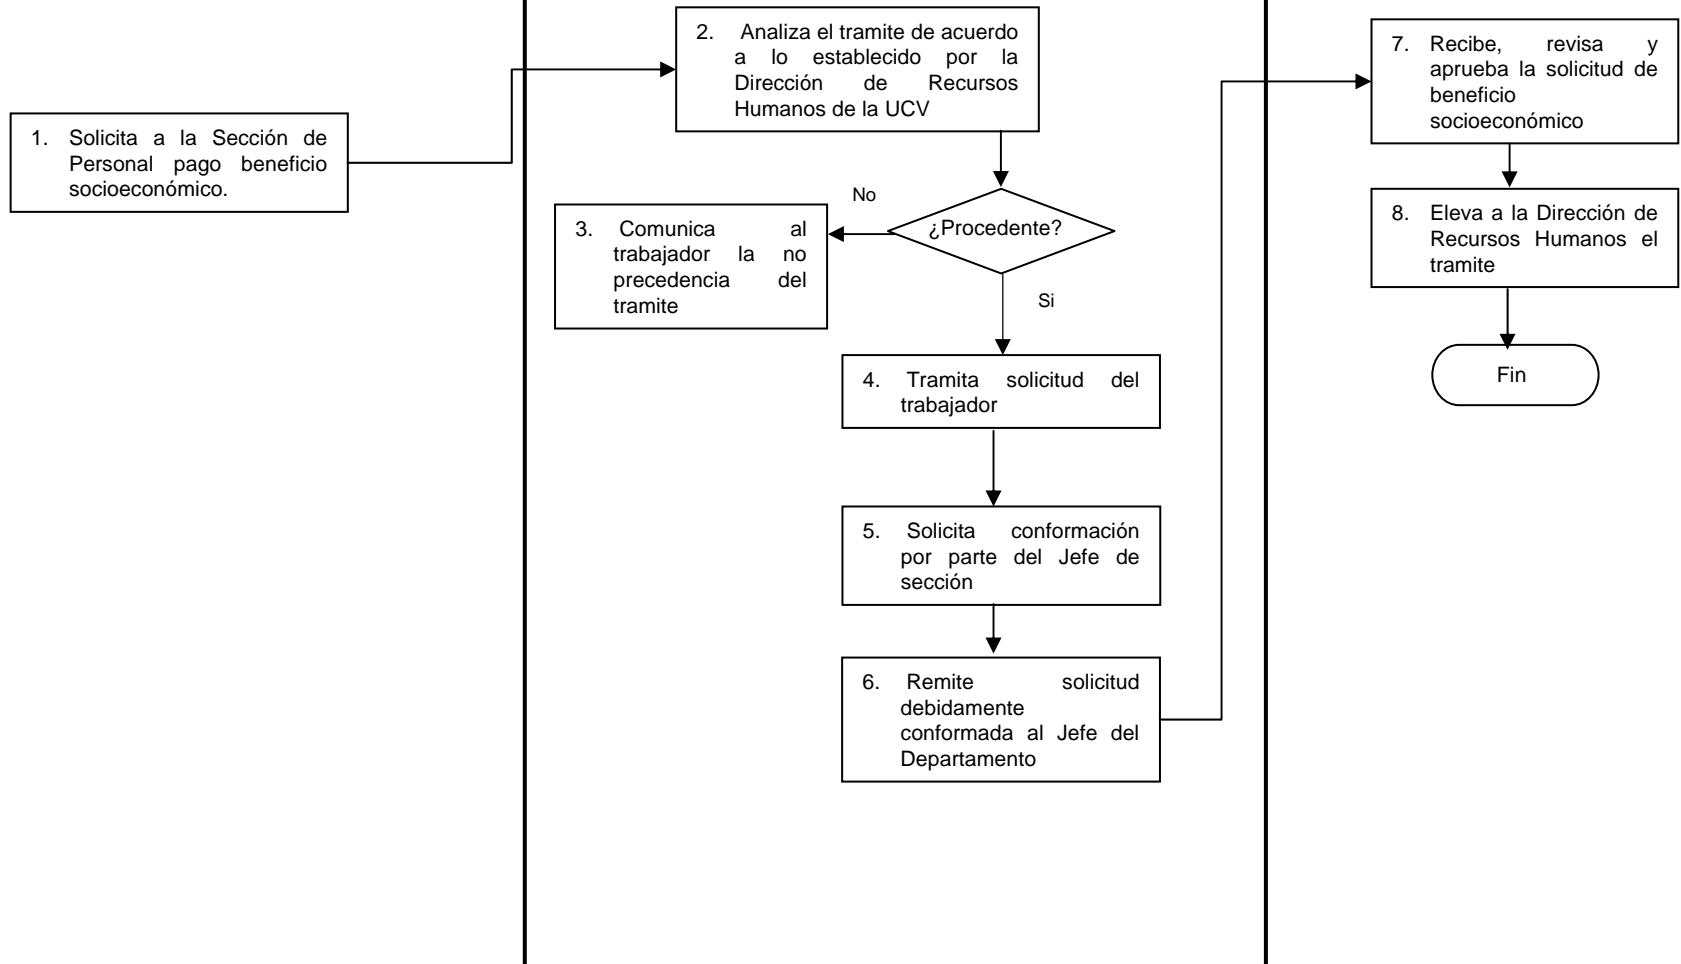 1. Solicita a la Sección de
Personal pago beneficio
socioeconómico.
2. Analiza el tramite de acuerdo
a lo establecido por la
Dirección de Recursos
Humanos de la UCV
¿Procedente?
No
3. Comunica al
trabajador la no
precedencia del
tramite
Si
4. Tramita solicitud del
trabajador
5. Solicita conformación
por parte del Jefe de
sección
6. Remite solicitud
debidamente
conformada al Jefe del
Departamento
7. Recibe, revisa y
aprueba la solicitud de
beneficio
socioeconómico
8. Eleva a la Dirección de
Recursos Humanos el
tramite
Fin